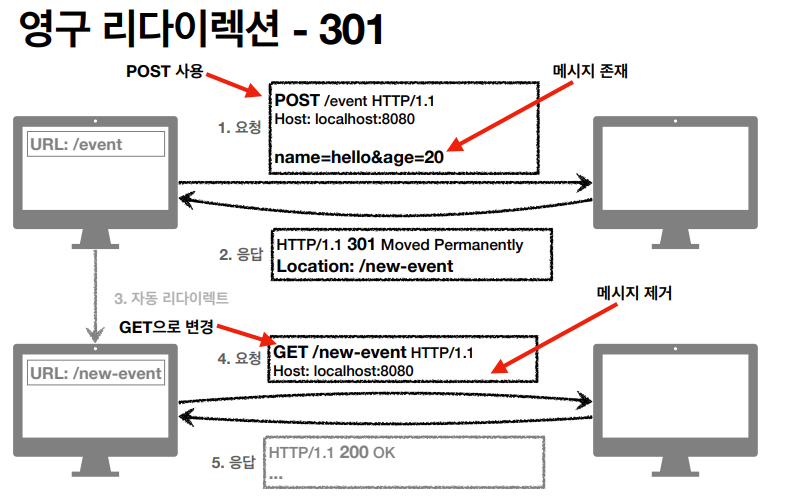 영구 리다이렉션 - 301
POST 사용
메시지 존재
1. 요청
POST /event HTTP/1.1
Host: localhost:8080
name=hello&age=20
URL: /event
2. 응답
HTTP/1.1 301 Moved Permanently
Location: /new-event
3. 자동 리다이렉트
메시지 제거
GET으로 변경
4. 요청
GET /new-event HTTP/1.1
Host: localhost:8080
URL: /new-event
5. 응답
HTTP/1.1 200 OK
...